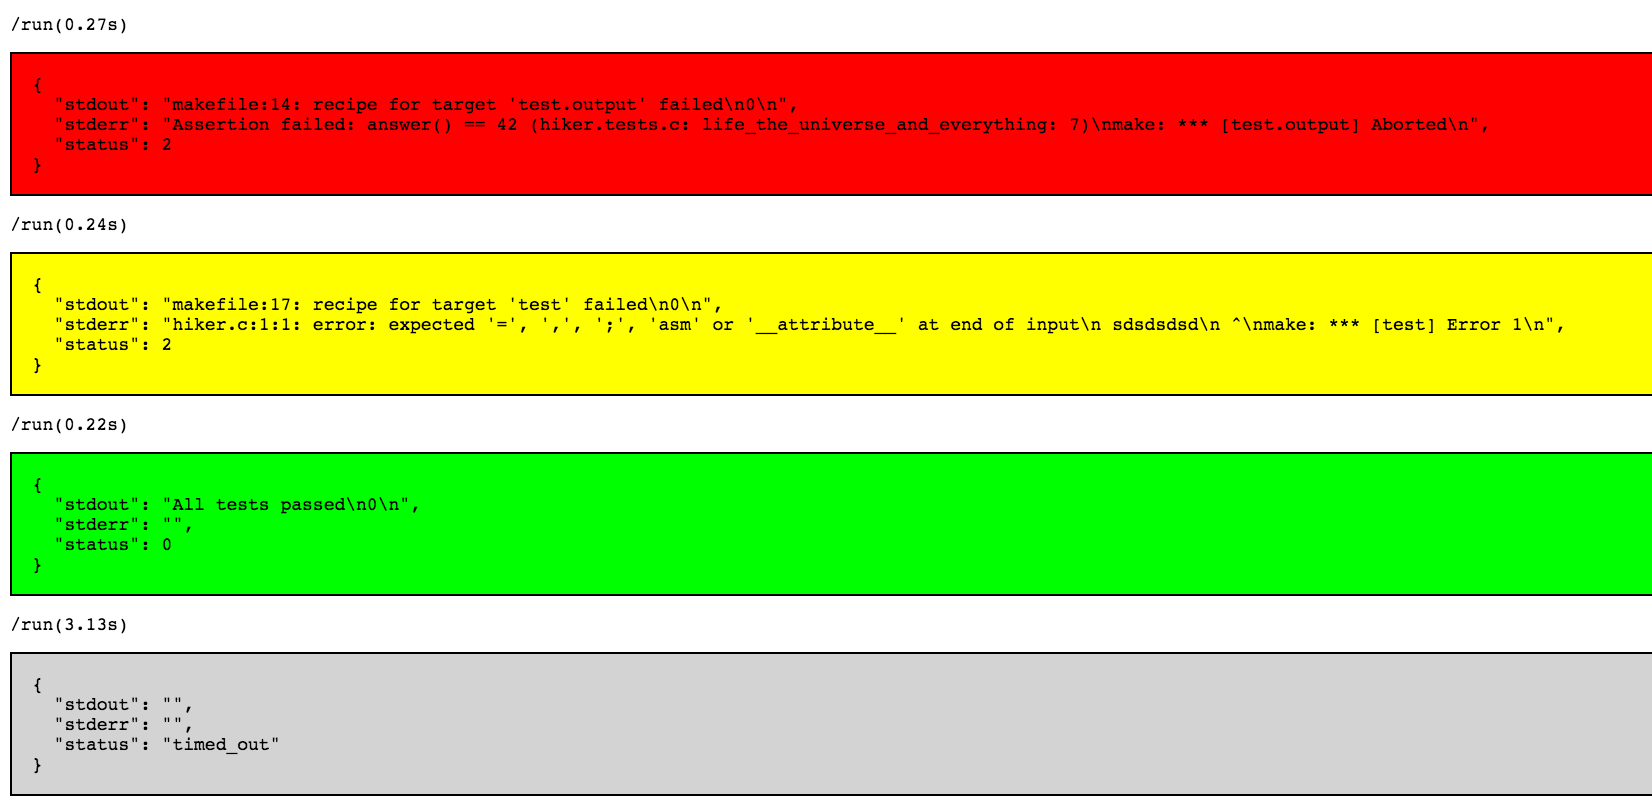 /run(0.27s)
{
  "stdout": "makefile:14: recipe for target 'test.output' failed\n0\n",
  "stderr": "Assertion failed: answer() == 42 (hiker.tests.c: life_the_universe_and_everything: 7)\nmake: *** [test.output] Aborted\n",
  "status": 2
}
/run(0.24s)
{
  "stdout": "makefile:17: recipe for target 'test' failed\n0\n",
  "stderr": "hiker.c:1:1: error: expected '=', ',', ';', 'asm' or '__attribute__' at end of input\n sdsdsdsd\n ^\nmake: *** [test] Error 1\n",
  "status": 2
}
/run(0.22s)
{
  "stdout": "All tests passed\n0\n",
  "stderr": "",
  "status": 0
}
/run(3.13s)
{
  "stdout": "",
  "stderr": "",
  "status": "timed_out"
}